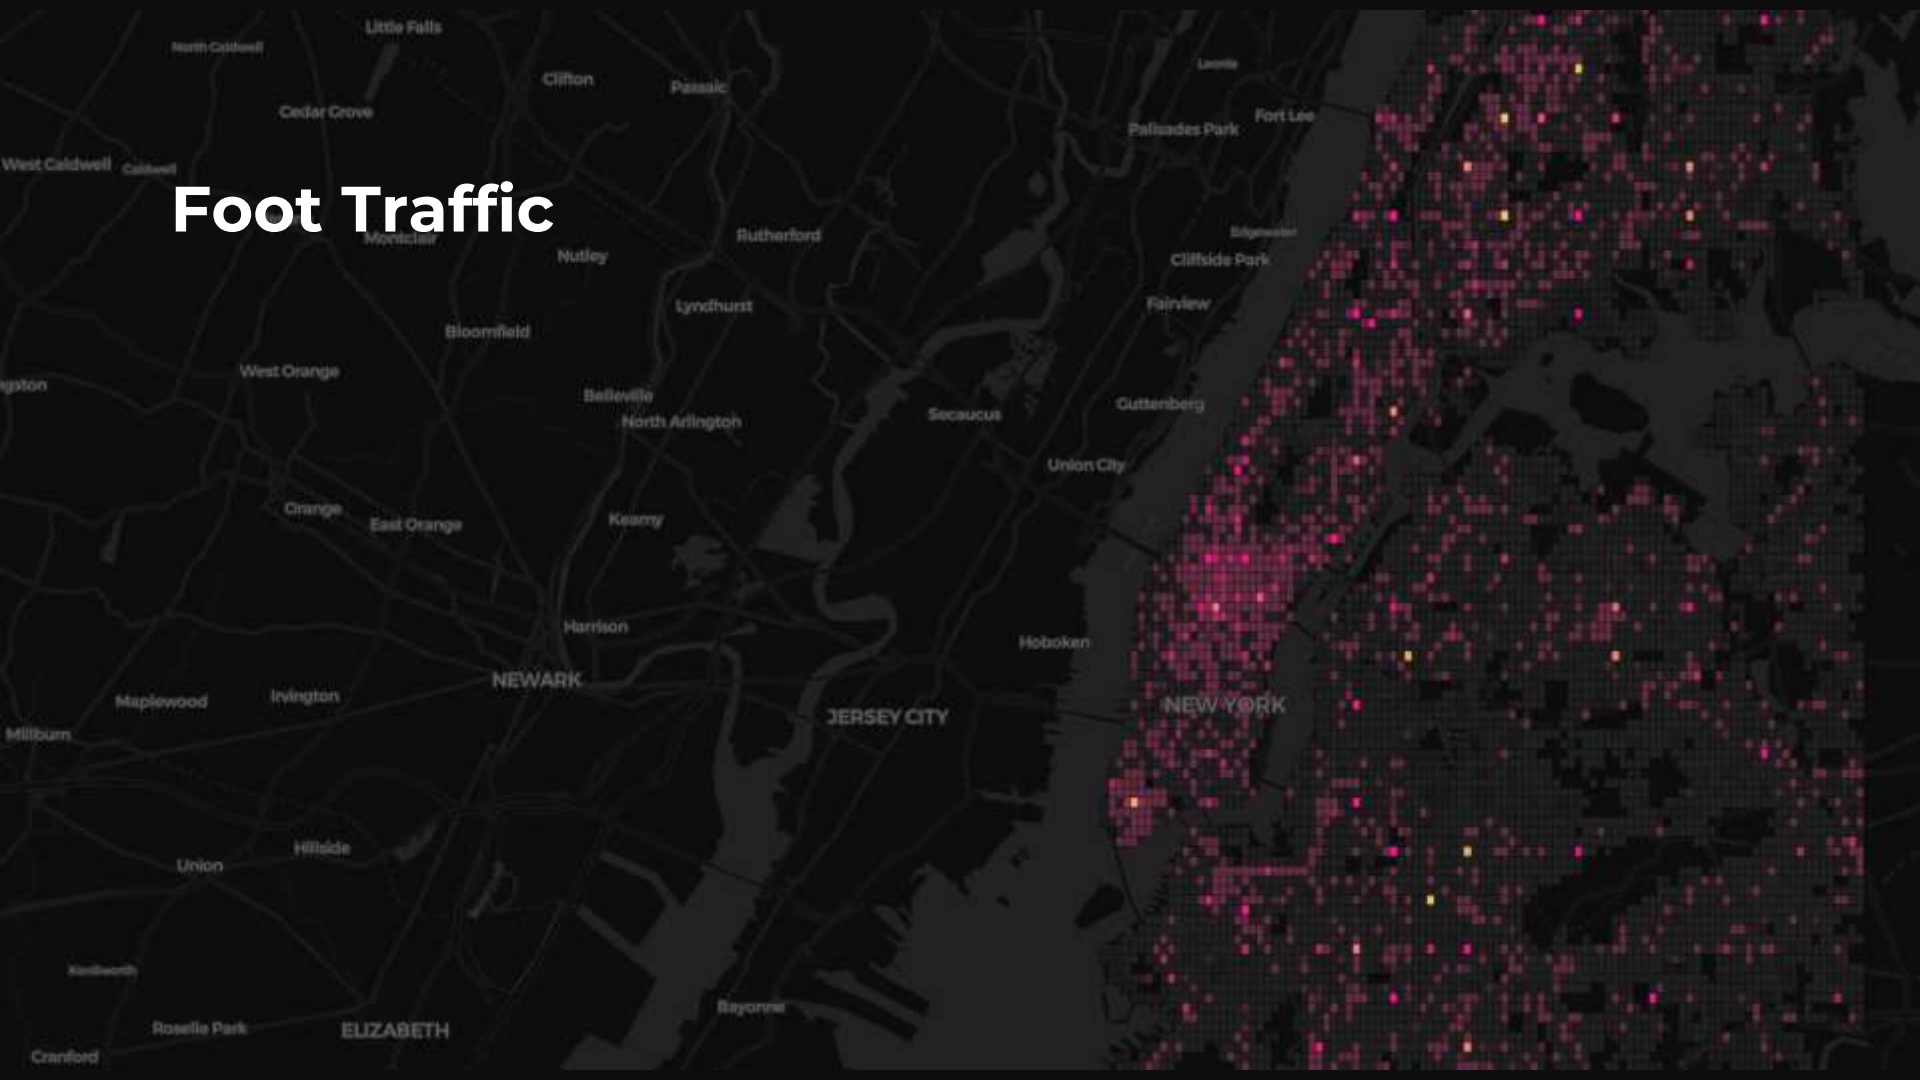 Little Falls
North Caldwell
Leonia
Clifton
Passaic
Cedar Grove
Fort Lee
Palisades Park
West Caldwell
Caldwell
Foot Traffic
Edgewater
Montclair
Rutherford
Nutley
Cliffside Park
Lyndhurst
Fairview
Bloomfield
West Orange
ngston
Belleville
Guttenberg
North Arlington
Secaucus
Union City
Orange
East Orange
Kearny
Harrison
Hoboken
NEWARK
Maplewood
Irvington
NEW YORK
JERSEY CITY
Millburn
Hillside
Union
Kenilworth
Bayonne
Roselle Park
ELIZABETH
Cranford